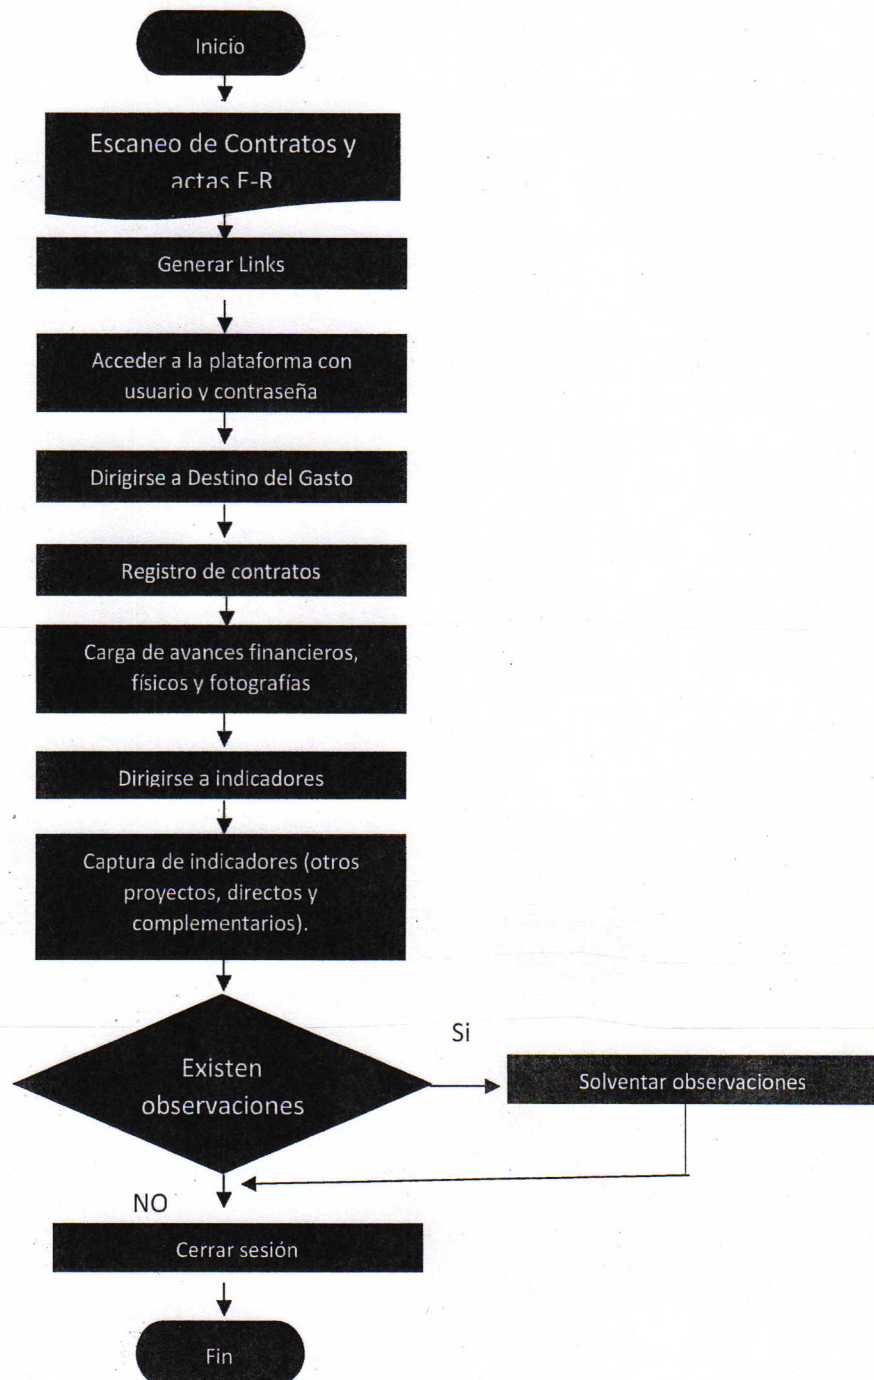 Inicio
Escaneo de Contratos y
actas E-R
Generar Links
Acceder a la plataforma con
usuario y contraseña
Dirigirse a Destino del Gasto
Registro de contratos
Carga de avances financieros,
físicos y fotografías
Dirigirse a indicadores
Captura de indicadores (otros
proyectos, directos y
complementarios).
Si
Existen
observaciones
Solventar observaciones
NO
Cerrar sesión
Fin